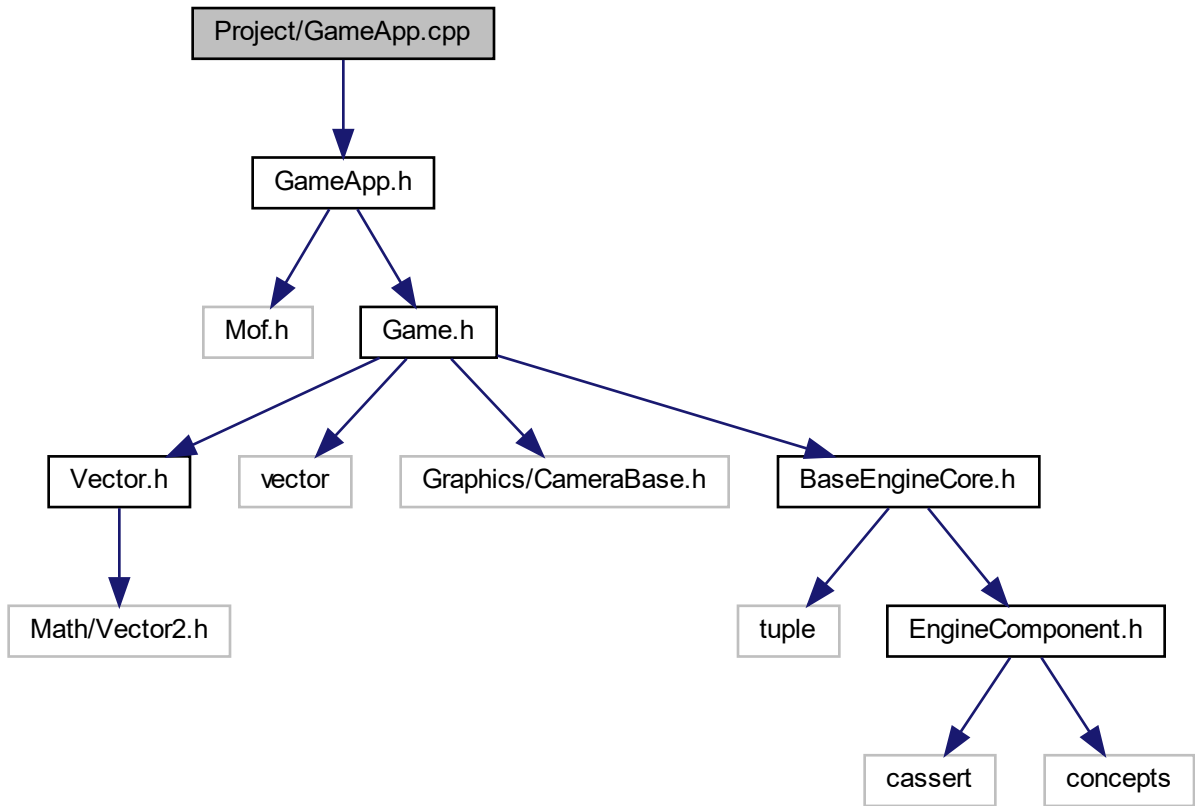 Project/GameApp.cpp
GameApp.h
Mof.h
Game.h
Vector.h
vector
Graphics/CameraBase.h
BaseEngineCore.h
Math/Vector2.h
tuple
EngineComponent.h
cassert
concepts